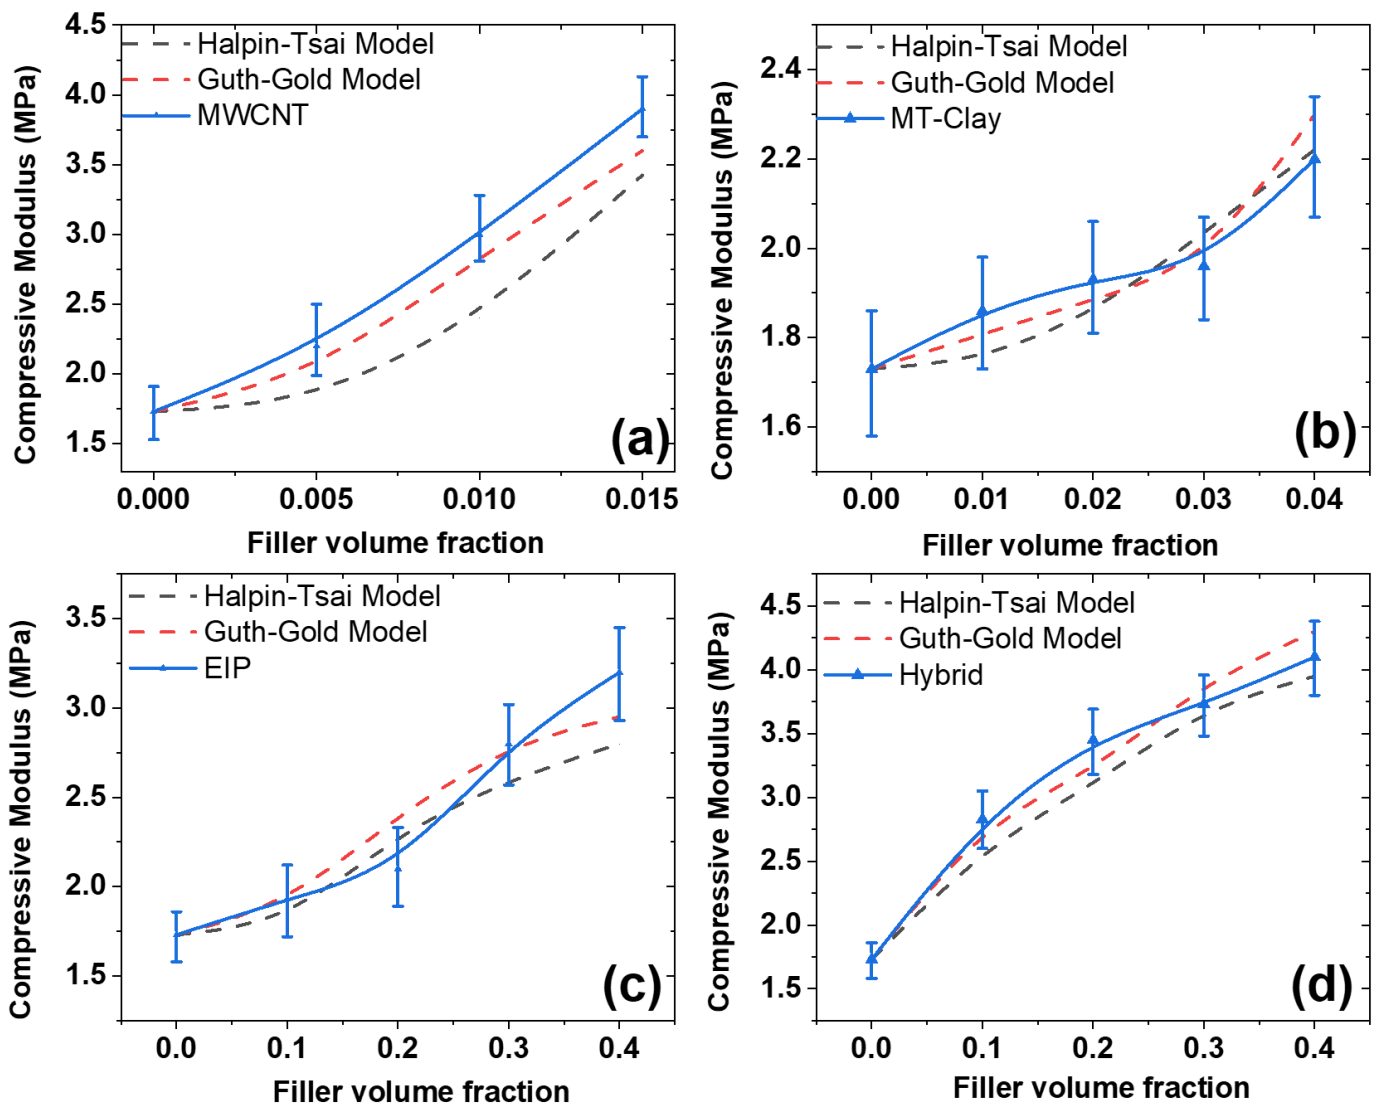 4.5
4.0
3.5
3.0
2.5
2.0
1.5
Compressive Modulus (MPa)
Halpin-Tsai Model
Guth-Gold Model
MWCNT
(a)
0.000 0.005 0.010 0.015
Filler volume fraction
2.4
2.2
2.0
1.8
1.6
Compressive Modulus (MPa)
Halpin-Tsai Model
Guth-Gold Model
MT-Clay
(b)
0.00 0.01 0.02 0.03 0.04
Filler volume fraction
3.5
3.0
2.5
2.0
1.5
Compressive Modulus (MPa)
Halpin-Tsai Model
Guth-Gold Model
EIP
(c)
0.0 0.1 0.2 0.3 0.4
Filler volume fraction
4.5
4.0
3.5
3.0
2.5
2.0
1.5
Compressive Modulus (MPa)
Halpin-Tsai Model
Guth-Gold Model
Hybrid
(d)
0.0 0.1 0.2 0.3 0.4
Filler volume fraction